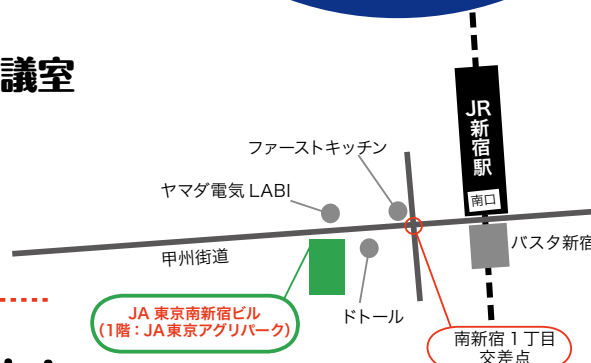 議室
JR新宿駅
南口
ファーストキッチン
ヤマダ電気 LABI
バスタ新宿
甲州街道
JA 東京南新宿ビル
(1階：JA東京アグリパーク)
ドトール
南新宿 1 丁目
交差点